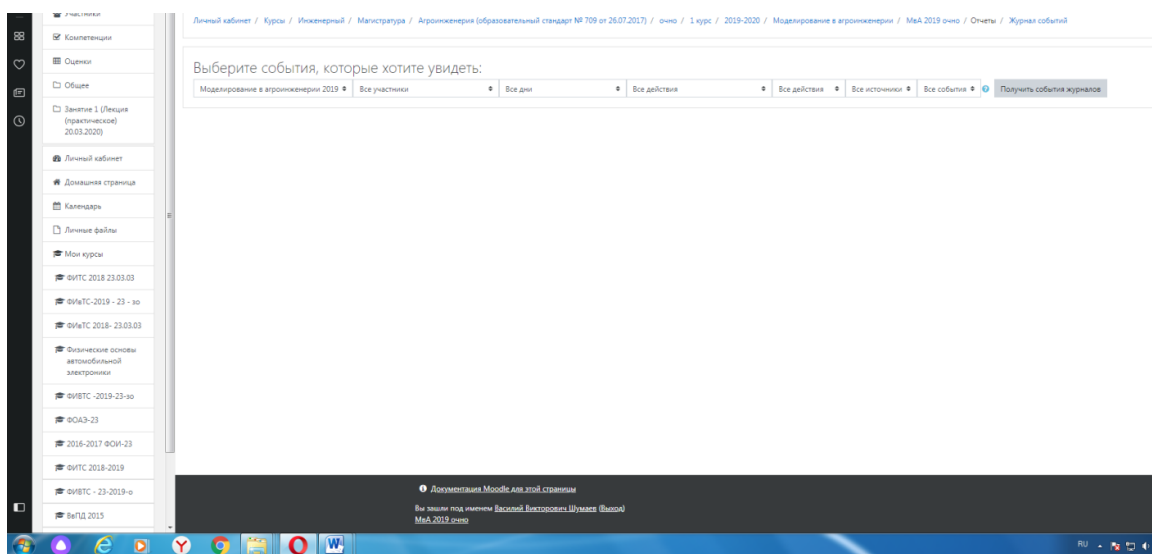 Участники
Компетенции
Оценки
Общее
Занятие 1 (Лекция
(практическое)
20.03.2020)
Личный кабинет
Домашняя страница
Календарь
Личные файлы
Мои курсы
ФИТС 2018 23.03.03
ФИвТС-2019 - 23 - зо
ФИвТС 2018- 23.03.03
Физические основы
автомобильной
электроники
ФИВТС -2019-23-зо
ФОАЭ-23
2016-2017 ФОИ-23
ФИТС 2018-2019
ФИВТС - 23-2019-о
ВвПД 2015
Личный кабинет / Курсы / Инженерный / Магистратура / Агроинженерия (образовательный стандарт № 709 от 26.07.2017) / очно / 1 курс / 2019-2020 / Моделирование в агроинженерии / МвА 2019 очно / Отчеты / Журнал событий
Выберите события, которые хотите увидеть:
Моделирование в агроинженерии 2019 Все участники Все дни Все действия Все действия Все источники Все события Получить события журналов
Документация Moodle для этой страницы
Вы зашли под именем Василий Викторович Шумаев (Выход)
МвА 2019 очно
RU